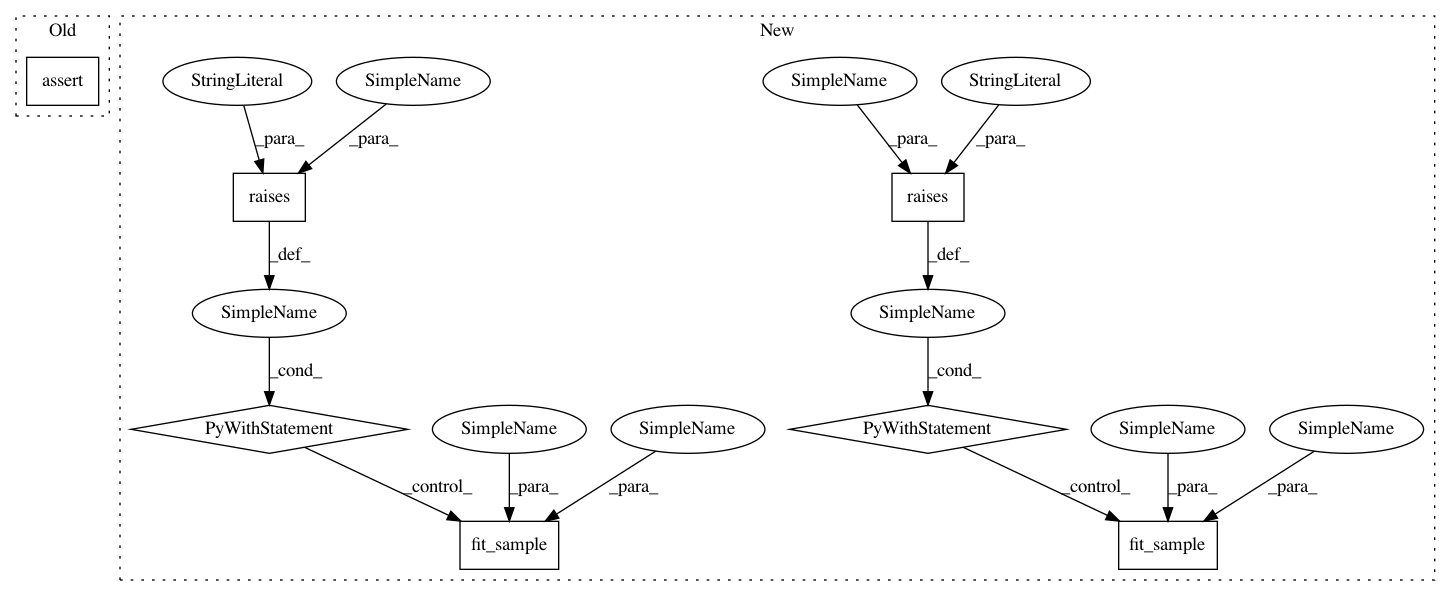 Old
New
assert
StringLiteral
SimpleName
SimpleName
StringLiteral
_para_
_para_
_para_
_para_
raises
raises
_def_
_def_
SimpleName
SimpleName
_cond_
_cond_
PyWithStatement
SimpleName
SimpleName
PyWithStatement
SimpleName
SimpleName
_control_
_para_
_para_
_control_
_para_
_para_
fit_sample
fit_sample